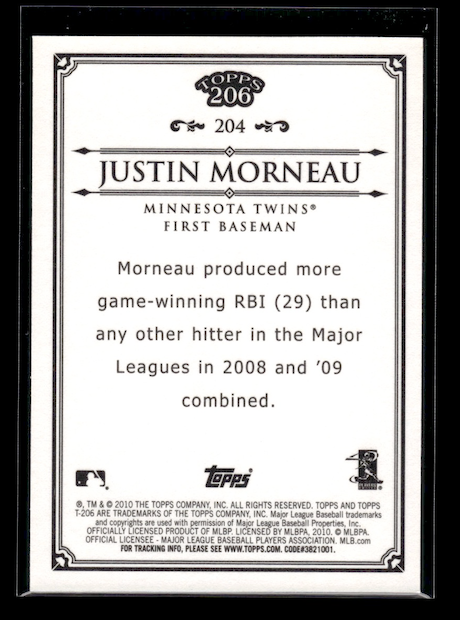 TOPPS
206
204
JUSTIN MORNEAU
MINNESOTA TWINS®
FIRST BASEMAN
Morneau produced more
game-winning RBI (29) than
any other hitter in the Major
Leagues in 2008 and '09
combined.
Topps
®, TM & © 2010 THE TOPPS COMPANY, INC. ALL RIGHTS RESERVED. TOPPS AND TOPPS
T-206 ARE TRADEMARKS OF THE TOPPS COMPANY, INC. Major League Baseball trademarks
and copyrights are used with permission of Major League Baseball Properties, Inc.
OFFICIALLY LICENSED PRODUCT OF MLBP. LICENSED BY MLBPA, 2010. © MLBPA.
OFFICIAL LICENSEE - MAJOR LEAGUE BASEBALL PLAYERS ASSOCIATION. MLB.com
FOR TRACKING INFO, PLEASE SEE WWW.TOPPS.COM. CODE#3821001.